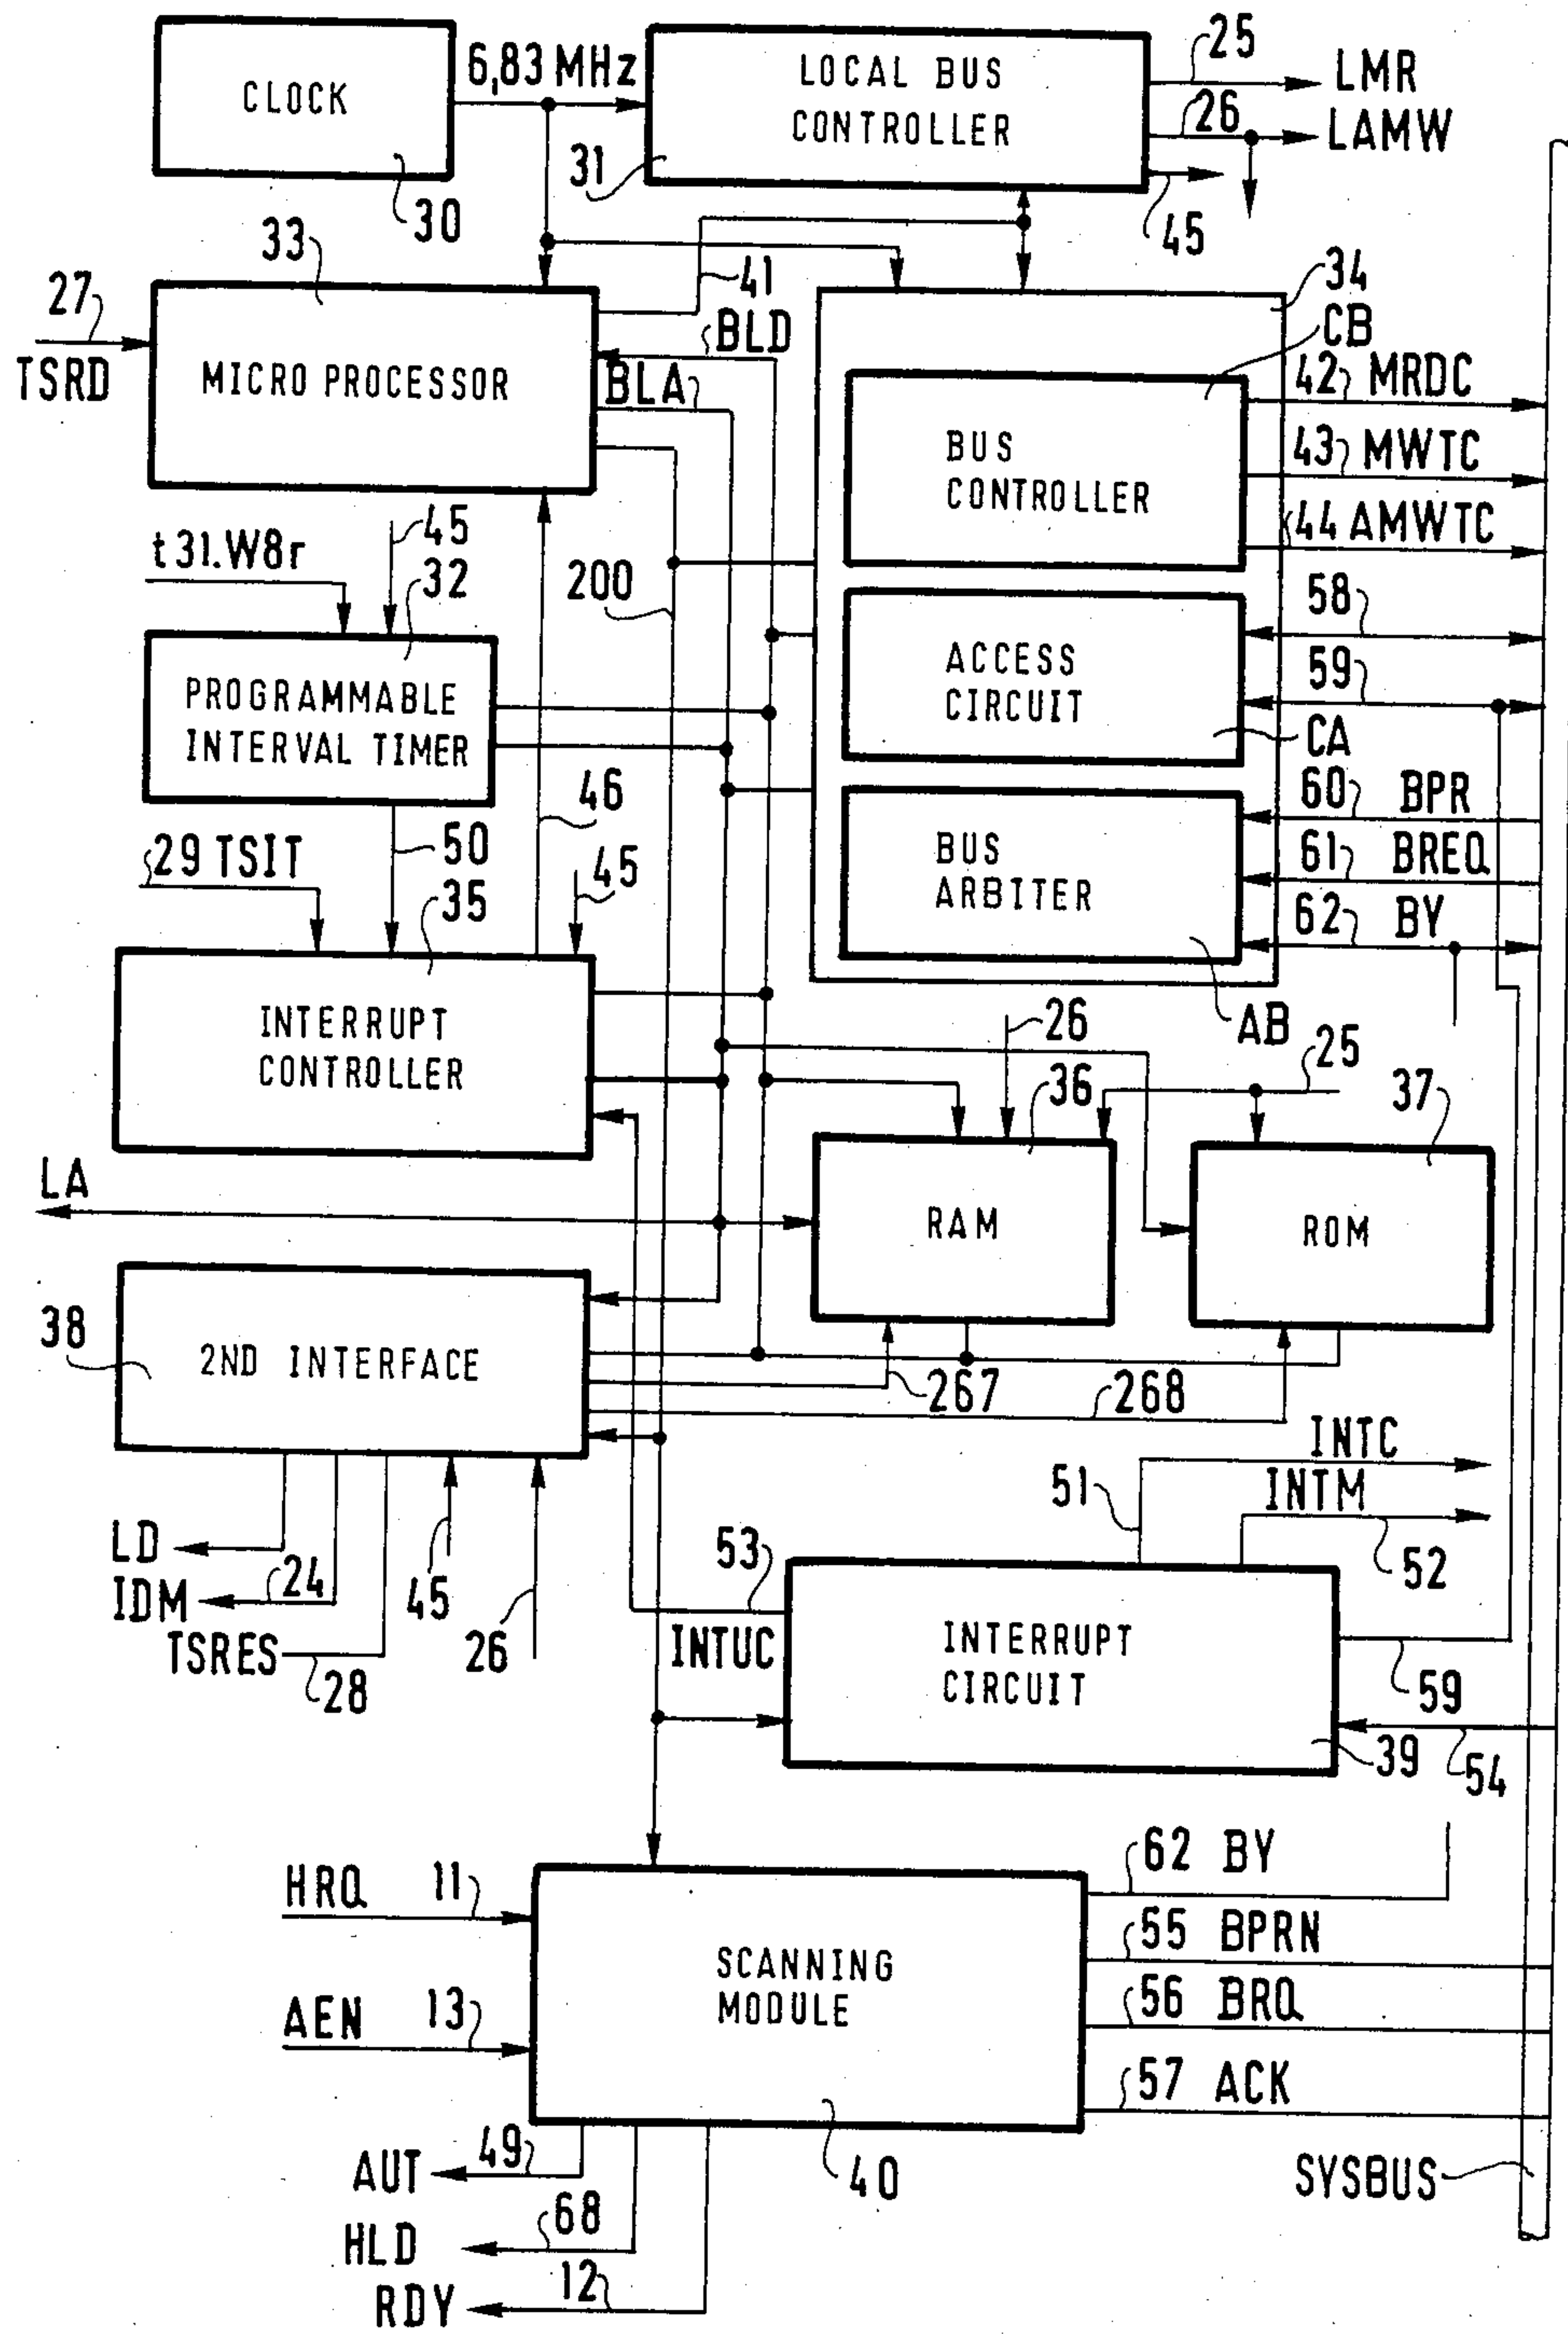 CLOCK
30
6,83 MHz
LOCAL BUS
CONTROLLER
31
25
LMR
26
LAMW
45
33
27
TSRD
MICRO PROCESSOR
41
BLD
BLA
200
34
CB
BUS
CONTROLLER
42 MRDC
43 MWTC
44 AMWTC
t31.W8r
45
32
PROGRAMMABLE
INTERVAL TIMER
ACCESS
CIRCUIT
58
59
CA
BUS
ARBITER
60 BPR
61 BREQ
62 BY
AB
46
50
29 TSIT
35
45
INTERRUPT
CONTROLLER
26
36
25
37
LA
RAM
ROM
38
2ND INTERFACE
267
268
LD
IDM
24
TSRES
28
45
26
51
INTC
INTM
52
53
INTUC
INTERRUPT
CIRCUIT
59
39
54
HRQ 11
AEN 13
SCANNING
MODULE
40
62 BY
55 BPRN
56 BRQ
57 ACK
AUT 49
HLD 68
RDY 12
SYSBUS